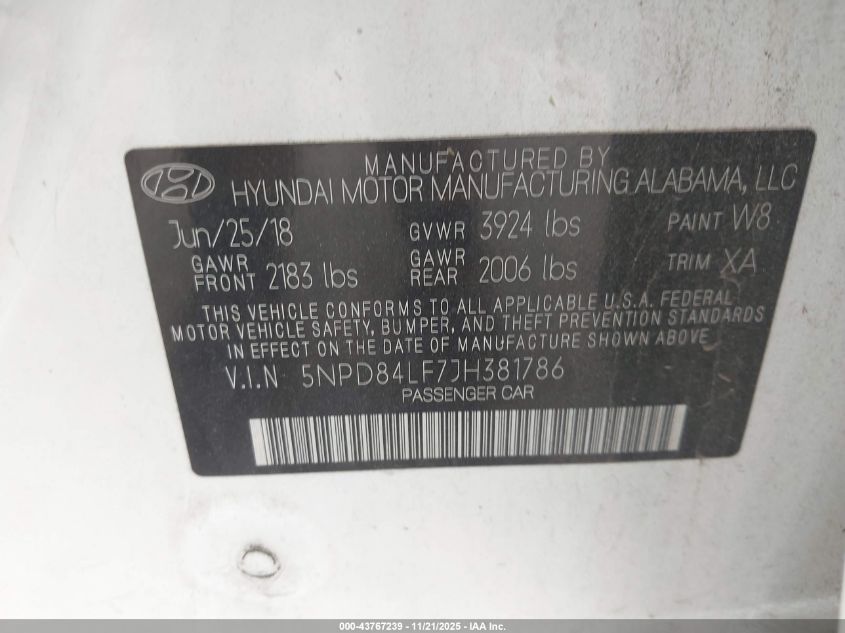 MANUFACTURED BY
HYUNDAI MOTOR MANUFACTURING ALABAMA, LLC
Jun/25/18 GVWR 3924 lbs PAINT W8
GAWR FRONT 2183 lbs GAWR REAR 2006 lbs TRIM XA
THIS VEHICLE CONFORMS TO ALL APPLICABLE U.S.A. FEDERAL
MOTOR VEHICLE SAFETY, BUMPER, AND THEFT PREVENTION STANDARDS
IN EFFECT ON THE DATE OF MANUFACTURE SHOWN ABOVE
V.I.N 5NPD84LF7JH381786
PASSENGER CAR
000-43767239 - 11/21/2025 - IAA Inc.